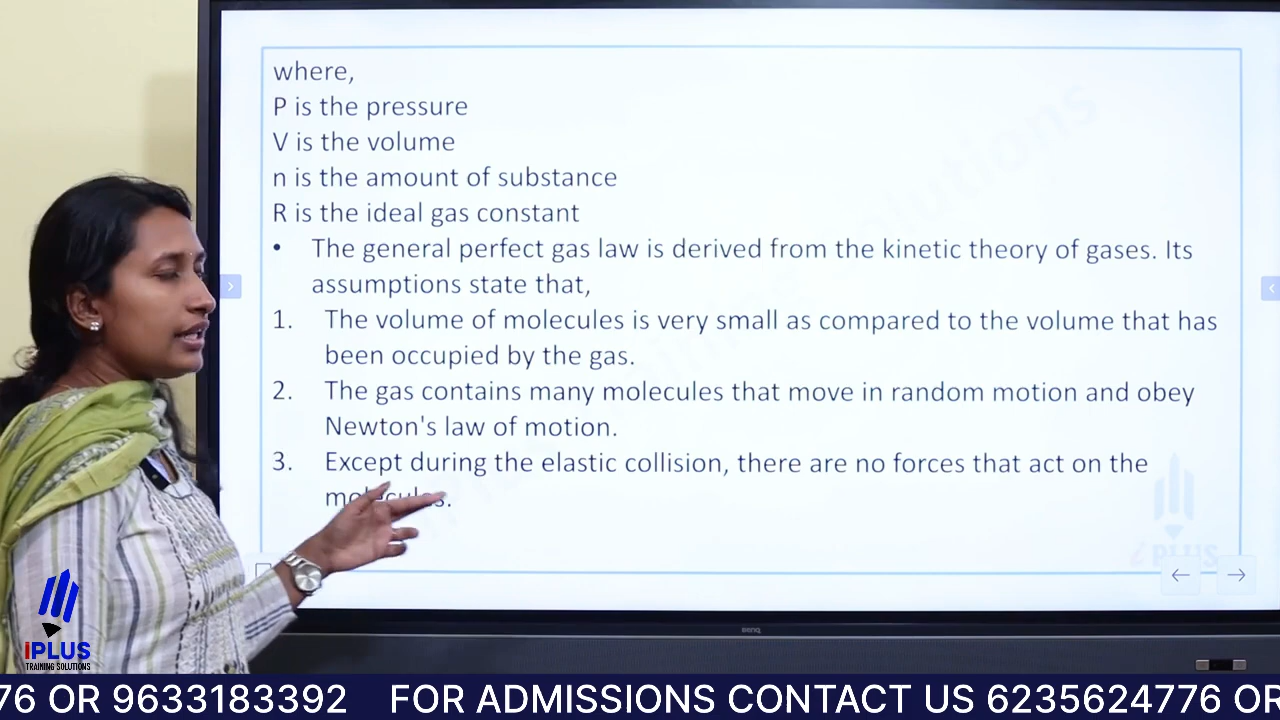 where,
P is the pressure
V is the volume
n is the amount of substance
R is the ideal gas constant
• The general perfect gas law is derived from the kinetic theory of gases. Its
assumptions state that,
1. The volume of molecules is very small as compared to the volume that has
been occupied by the gas.
2. The gas contains many molecules that move in random motion and obey
Newton's law of motion.
3. Except during the elastic collision, there are no forces that act on the
molecules.
iPLUS
BENQ
iPLUS
TRAINING SOLUTIONS
76 OR 9633183392 FOR ADMISSIONS CONTACT US 6235624776 OR